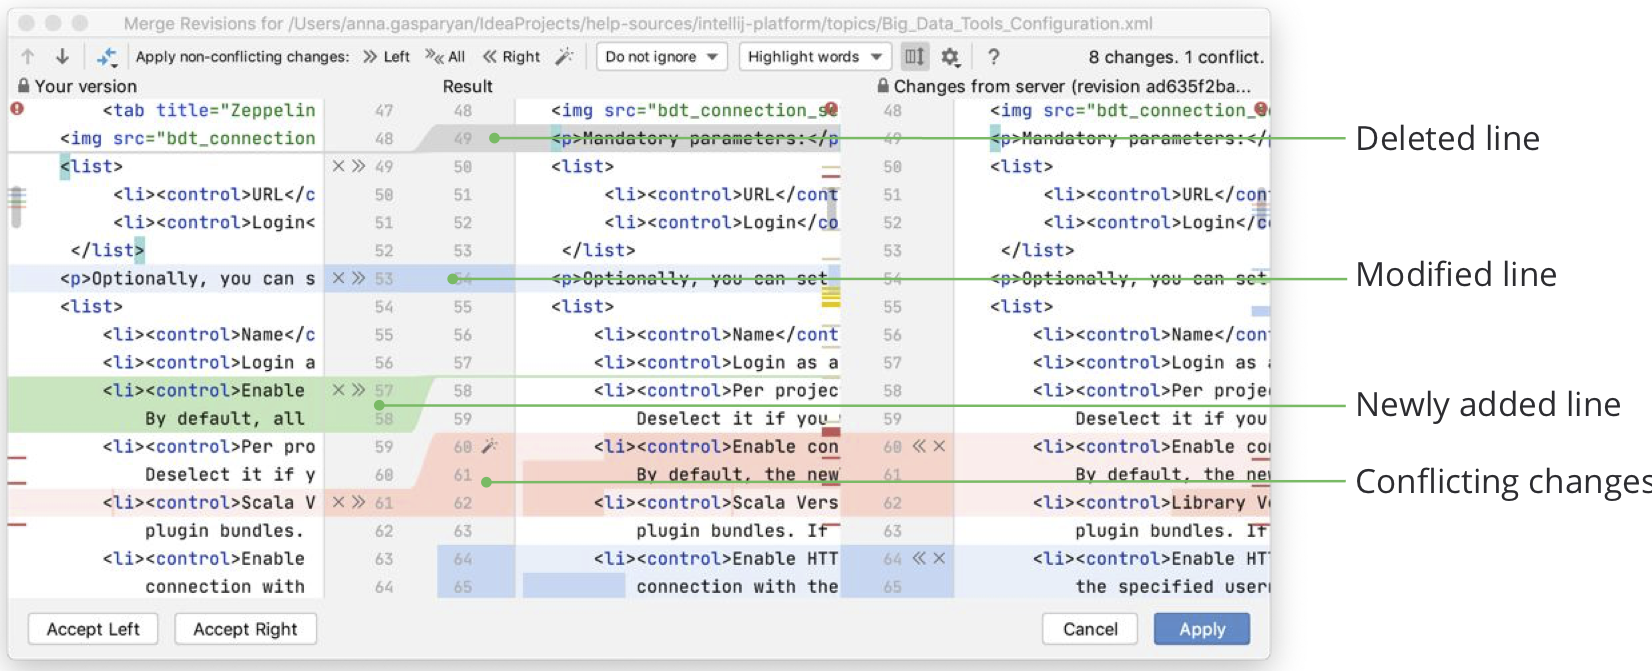 Merge Revisions for /Users/anna.gasparyan/IdeaProjects/help-sources/intellij-platform/topics/Big_Data_Tools_Configuration.xml
Apply non-conflicting changes: Left All Right Do not ignore Highlight words ? 8 changes. 1 conflict.
Your version Result Changes from server (revision ad635f2ba...
<tab title="Zeppelin 47 48 <img src="bdt_connection_s 48 <img src="bdt_connection_
<img src="bdt_connection 48 49 <p>Mandatory parameters:</p 49 <p>Mandatory parameters:</ Deleted line
<list> × » 49 50 <list> 50 <list>
<li><control>URL</c 50 51 <li><control>URL</cont 51 <li><control>URL</cont
<li><control>Login< 51 52 <li><control>Login</co 52 <li><control>Login</c
</list> 52 53 </list> 53 </list>
<p>Optionally, you can s × » 53 54 <p>Optionally, you can set 54 <p>Optionally, you can set Modified line
<list> 54 55 <list> 55 <list>
<li><control>Name</c 55 56 <li><control>Name</cont 56 <li><control>Name</cont
<li><control>Login a 56 57 <li><control>Login as a 57 <li><control>Login as
<li><control>Enable × » 57 58 <li><control>Per projec 58 <li><control>Per projec
By default, all 58 59 Deselect it if you 59 Deselect it if you Newly added line
<li><control>Per pro 59 60 <li><control>Enable con 60 « × <li><control>Enable con
Deselect it if y 60 61 By default, the new 61 By default, the new Conflicting changes
<li><control>Scala V × » 61 62 <li><control>Scala Vers 62 <li><control>Library V
plugin bundles. 62 63 plugin bundles. If 63 plugin bundles. If
<li><control>Enable 63 64 <li><control>Enable HTT 64 « × <li><control>Enable HT
connection with 64 65 connection with the 65 the specified user
Accept Left Accept Right Cancel Apply